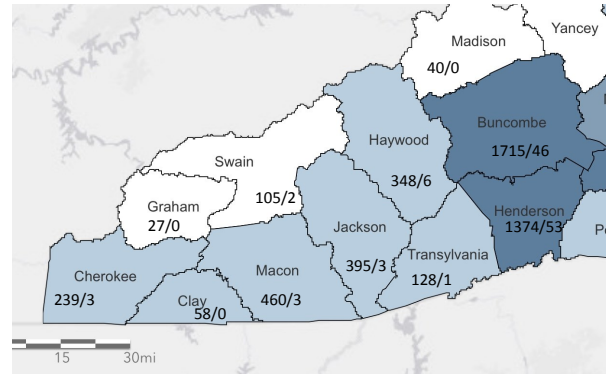 Yancey
Madison
40/0
Buncombe
1715/46
Haywood
348/6
Swain
105/2
Graham
27/0
Henderson
1374/53
Jackson
395/3
Transylvania
128/1
Macon
460/3
Cherokee
239/3
Clay
58/0
15 30mi